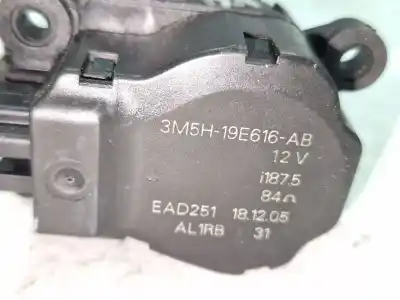 3M5H-19E616-AB
12 V
i187.5
84Ω
EAD251 18.12.05
AL1RB 31